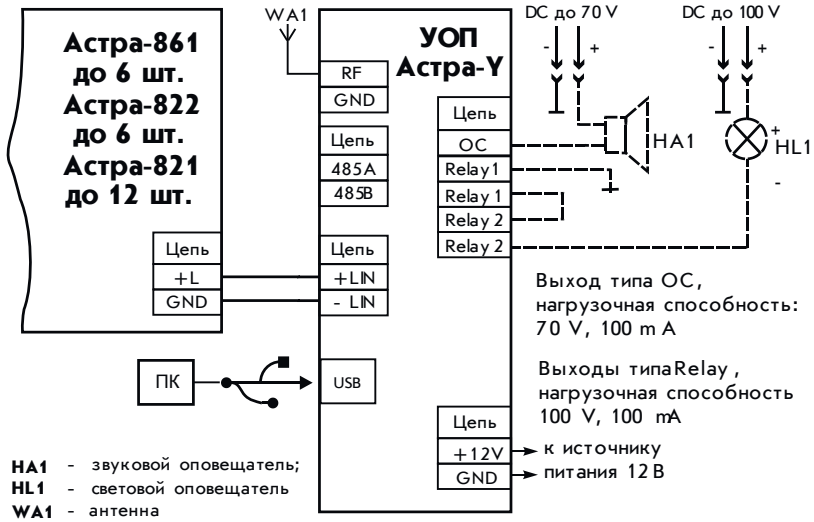 Астра-861
до 6 шт.
Астра-822
до 6 шт.
Астра-821
до 12 шт.
Цепь
+L
GND
WA1
УОП
Астра-Y
RF
GND
Цепь
485A
485B
Цепь
+LIN
- LIN
USB
ПК
Цепь
OC
Relay1
Relay 1
Relay 2
Relay 2
Цепь
+12V
GND
DC до 70 V
- +
DC до 100 V
- +
HA1
+
HL1
-
Выход типа ОС,
нагрузочная способность:
70 V, 100 m A
Выходы типаRelay ,
нагрузочная способность
100 V, 100 mA
к источнику
питания 12 В
HA1 - звуковой оповещатель;
HL1 - световой оповещатель
WA1 - антенна